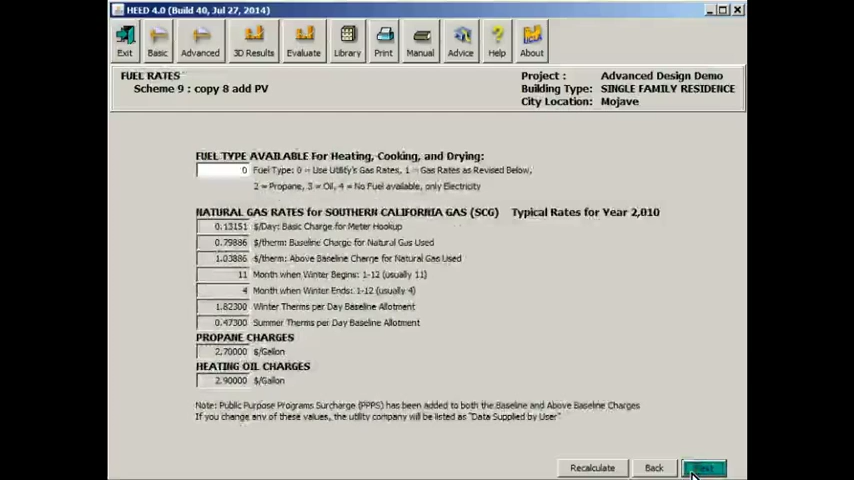 HEED 4.0 (Build 40, Jul 27, 2014)
Exit Basic Advanced 3D Results Evaluate Library Print Manual Advice Help About
FUEL RATES
Scheme 9 : copy 8 add PV
Project : Advanced Design Demo
Building Type: SINGLE FAMILY RESIDENCE
City Location: Mojave
FUEL TYPE AVAILABLE For Heating, Cooking, and Drying:
0 Fuel Type: 0 = Use Utility's Gas Rates, 1 = Gas Rates as Revised Below,
2 = Propane, 3 = Oil, 4 = No Fuel available, only Electricity
NATURAL GAS RATES for SOUTHERN CALIFORNIA GAS (SCG) Typical Rates for Year 2,010
0.13151 $/Day: Basic Charge for Meter Hookup
0.79886 $/therm: Baseline Charge for Natural Gas Used
1.03886 $/therm: Above Baseline Charge for Natural Gas Used
11 Month when Winter Begins: 1-12 (usually 11)
4 Month when Winter Ends: 1-12 (usually 4)
1.82300 Winter Therms per Day Baseline Allotment
0.47300 Summer Therms per Day Baseline Allotment
PROPANE CHARGES
2.70000 $/Gallon
HEATING OIL CHARGES
2.90000 $/Gallon
Note: Public Purpose Programs Surcharge (PPPS) has been added to both the Baseline and Above Baseline Charges
If you change any of these values, the utility company will be listed as "Data Supplied by User"
Recalculate Back Next